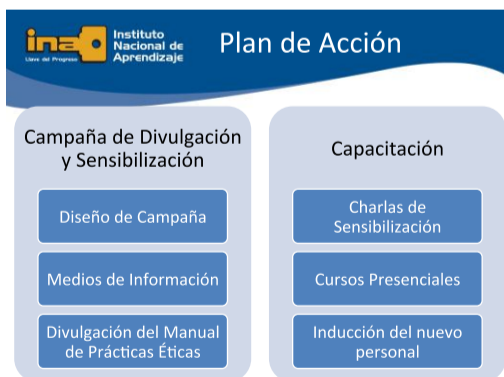 ina
Llave del Progreso
Instituto
Nacional de
Aprendizaje
Plan de Acción
Campaña de Divulgación
y Sensibilización
Diseño de Campaña
Medios de Información
Divulgación del Manual
de Prácticas Éticas
Capacitación
Charlas de
Sensibilización
Cursos Presenciales
Inducción del nuevo
personal